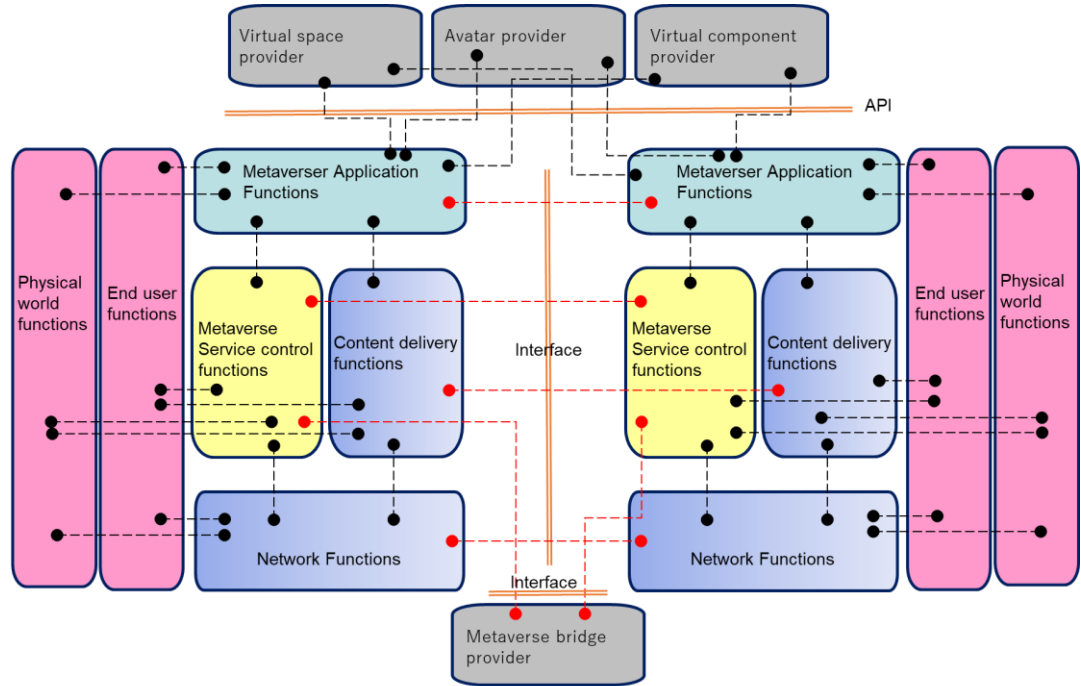 Virtual space
provider
Avatar provider
Virtual component
provider
API
Metaverser Application
Functions
Metaverser Application
Functions
Physical
world
functions
End user
functions
Metaverse
Service control
functions
Content delivery
functions
Interface
Metaverse
Service control
functions
Content delivery
functions
End user
functions
Physical
world
functions
Network Functions
Network Functions
Interface
Metaverse bridge
provider